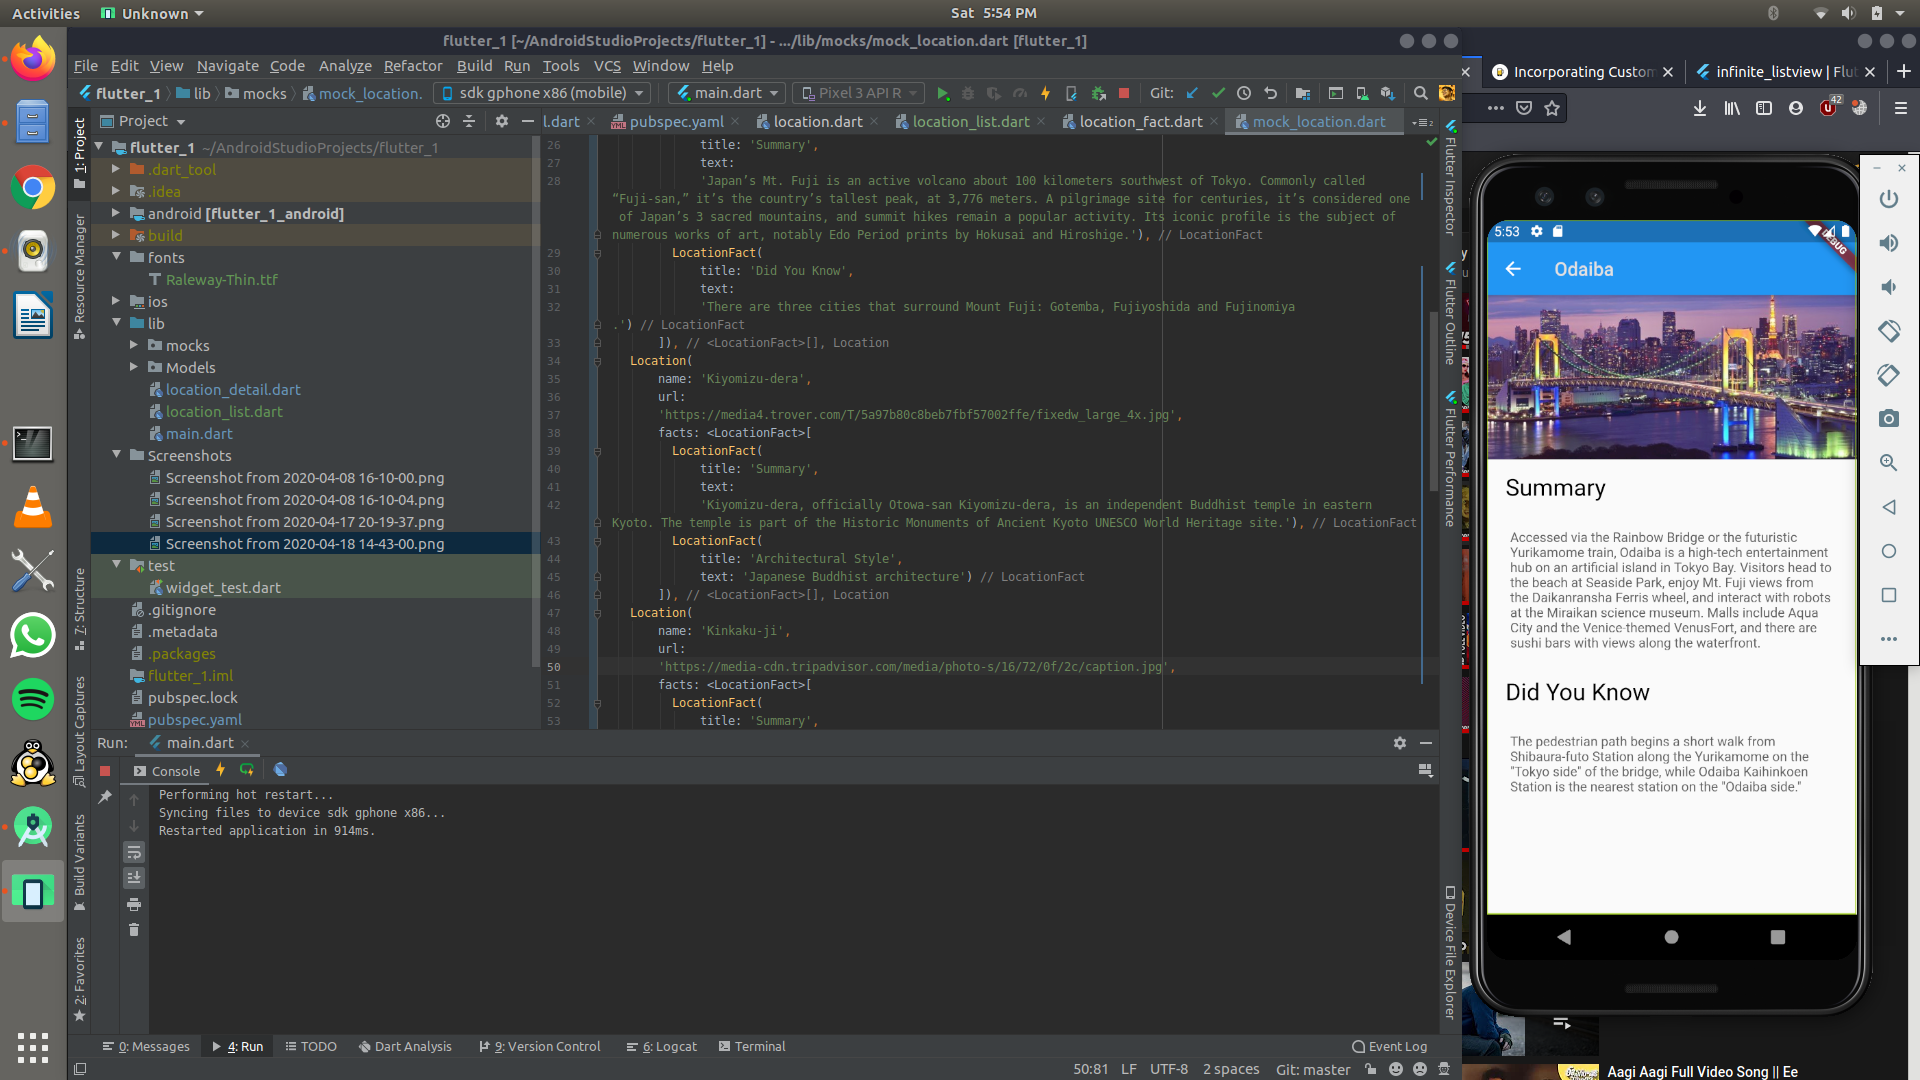 Activities
Unknown
Sat 5:54 PM
flutter_1 [~/AndroidStudioProjects/flutter_1] - .../lib/mocks/mock_location.dart [flutter_1]
File Edit View Navigate Code Analyze Refactor Build Run Tools VCS Window Help
flutter_1 lib mocks mock_location. sdk gphone x86 (mobile) main.dart Pixel 3 API R Git:
Project
l.dart pubspec.yaml location.dart location_list.dart location_fact.dart mock_location.dart
1: Project
Resource Manager
7: Structure
Layout Captures
Build Variants
2: Favorites
flutter_1 ~/AndroidStudioProjects/flutter_1
.dart_tool
.idea
android [flutter_1_android]
build
fonts
Raleway-Thin.ttf
ios
lib
mocks
Models
location_detail.dart
location_list.dart
main.dart
Screenshots
Screenshot from 2020-04-08 16-10-00.png
Screenshot from 2020-04-08 16-10-04.png
Screenshot from 2020-04-17 20-19-37.png
Screenshot from 2020-04-18 14-43-00.png
test
widget_test.dart
.gitignore
.metadata
.packages
flutter_1.iml
pubspec.lock
pubspec.yaml
26 title: 'Summary',
27 text:
28 'Japan’s Mt. Fuji is an active volcano about 100 kilometers southwest of Tokyo. Commonly called
“Fuji-san,” it’s the country’s tallest peak, at 3,776 meters. A pilgrimage site for centuries, it’s considered one
of Japan’s 3 sacred mountains, and summit hikes remain a popular activity. Its iconic profile is the subject of
numerous works of art, notably Edo Period prints by Hokusai and Hiroshige.'), // LocationFact
29 LocationFact(
30 title: 'Did You Know',
31 text:
32 'There are three cities that surround Mount Fuji: Gotemba, Fujiyoshida and Fujinomiya
.') // LocationFact
33 ]), // <LocationFact>[], Location
34 Location(
35 name: 'Kiyomizu-dera',
36 url:
37 'https://media4.trover.com/T/5a97b80c8beb7fbf57002ffe/fixedw_large_4x.jpg',
38 facts: <LocationFact>[
39 LocationFact(
40 title: 'Summary',
41 text:
42 'Kiyomizu-dera, officially Otowa-san Kiyomizu-dera, is an independent Buddhist temple in eastern
Kyoto. The temple is part of the Historic Monuments of Ancient Kyoto UNESCO World Heritage site.'), // LocationFact
43 LocationFact(
44 title: 'Architectural Style',
45 text: 'Japanese Buddhist architecture') // LocationFact
46 ]), // <LocationFact>[], Location
47 Location(
48 name: 'Kinkaku-ji',
49 url:
50 'https://media-cdn.tripadvisor.com/media/photo-s/16/72/0f/2c/caption.jpg',
51 facts: <LocationFact>[
52 LocationFact(
53 title: 'Summary',
Flutter Inspector
Flutter Outline
Flutter Performance
Device File Explorer
Run: main.dart
Console
Performing hot restart...
Syncing files to device sdk gphone x86...
Restarted application in 914ms.
0: Messages 4: Run TODO Dart Analysis 9: Version Control 6: Logcat Terminal Event Log
50:81 LF UTF-8 2 spaces Git: master
Incorporating Custom
infinite_listview | Flut
42
5:53
DEBUG
Odaiba
Summary
Accessed via the Rainbow Bridge or the futuristic
Yurikamome train, Odaiba is a high-tech entertainment
hub on an artificial island in Tokyo Bay. Visitors head to
the beach at Seaside Park, enjoy Mt. Fuji views from
the Daikanransha Ferris wheel, and interact with robots
at the Miraikan science museum. Malls include Aqua
City and the Venice-themed VenusFort, and there are
sushi bars with views along the waterfront.
Did You Know
The pedestrian path begins a short walk from
Shibaura-futo Station along the Yurikamome on the
"Tokyo side" of the bridge, while Odaiba Kaihinkoen
Station is the nearest station on the "Odaiba side."
Aagi Aagi Full Video Song || Ee